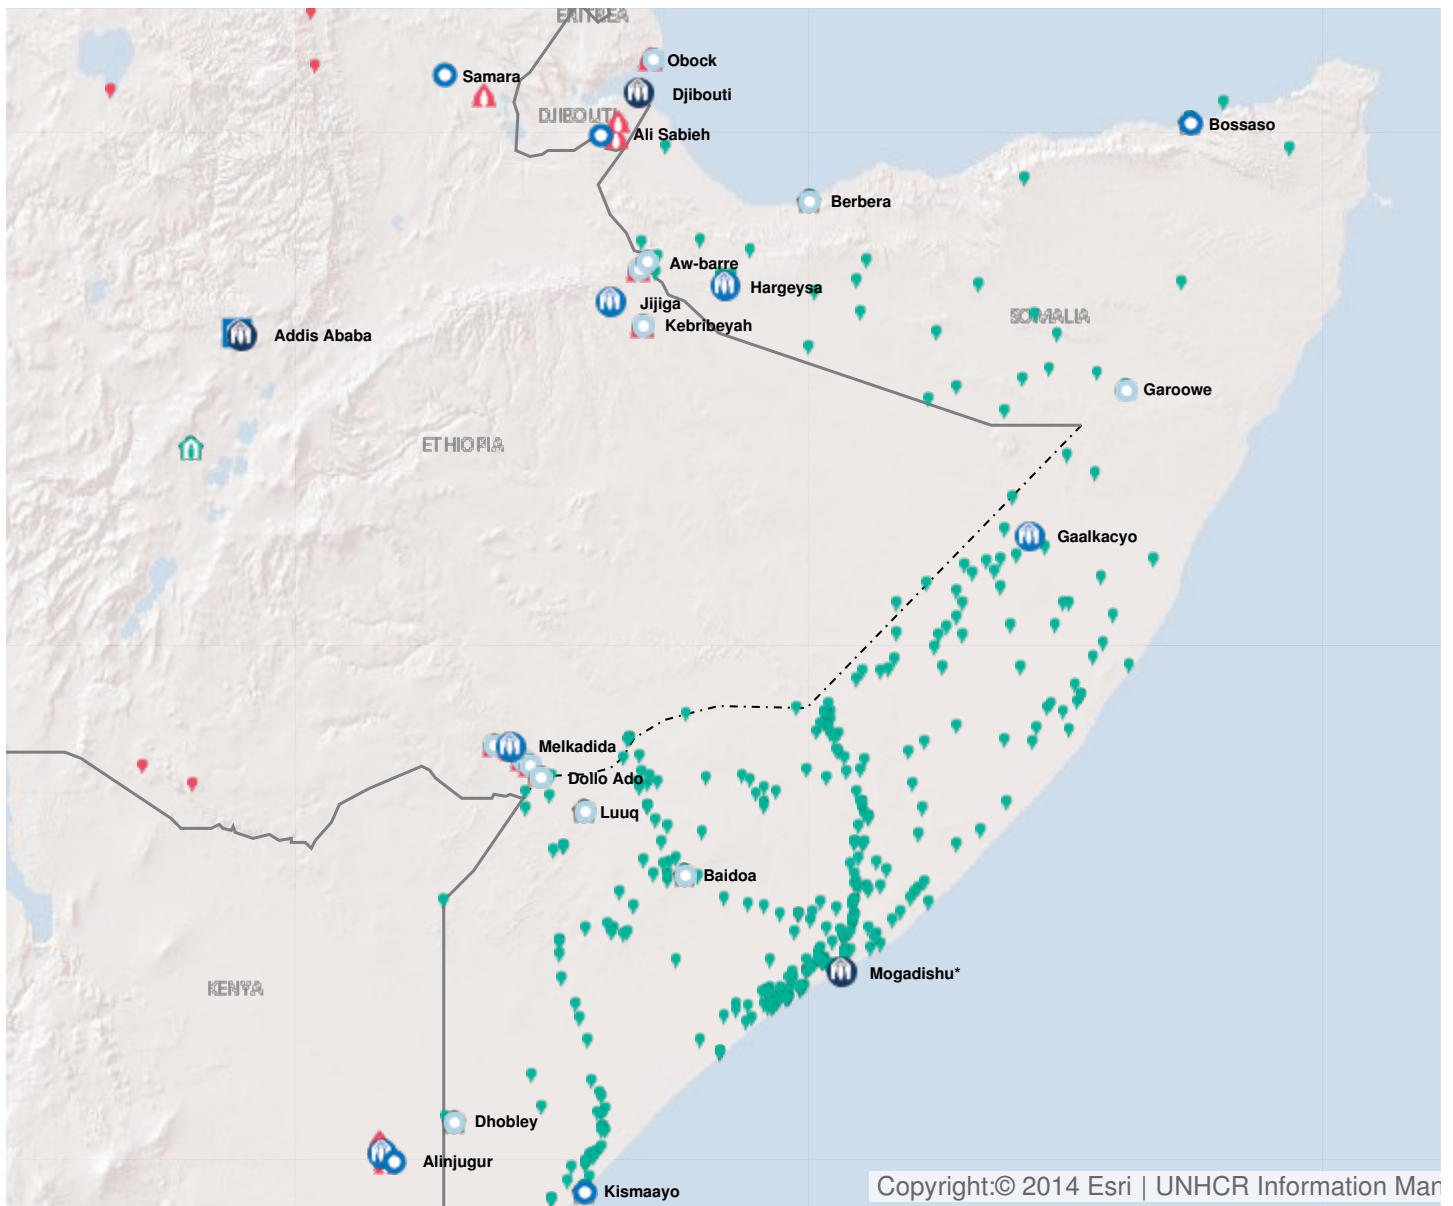 ERITREA
Obock
Samara
Djibouti
DJIBOUTI
Ali Sabieh
Bossaso
Berbera
Aw-barre
Hargeysa
Jijiga
SOMALIA
Kebribeyah
Addis Ababa
Garoowe
ETHIOPIA
Gaalkacyo
Melkadida
Dollo Ado
Luuq
Baidoa
Mogadishu*
KENYA
Dhobley
Alinjugur
Kismaayo
Copyright:© 2014 Esri | UNHCR Information Man